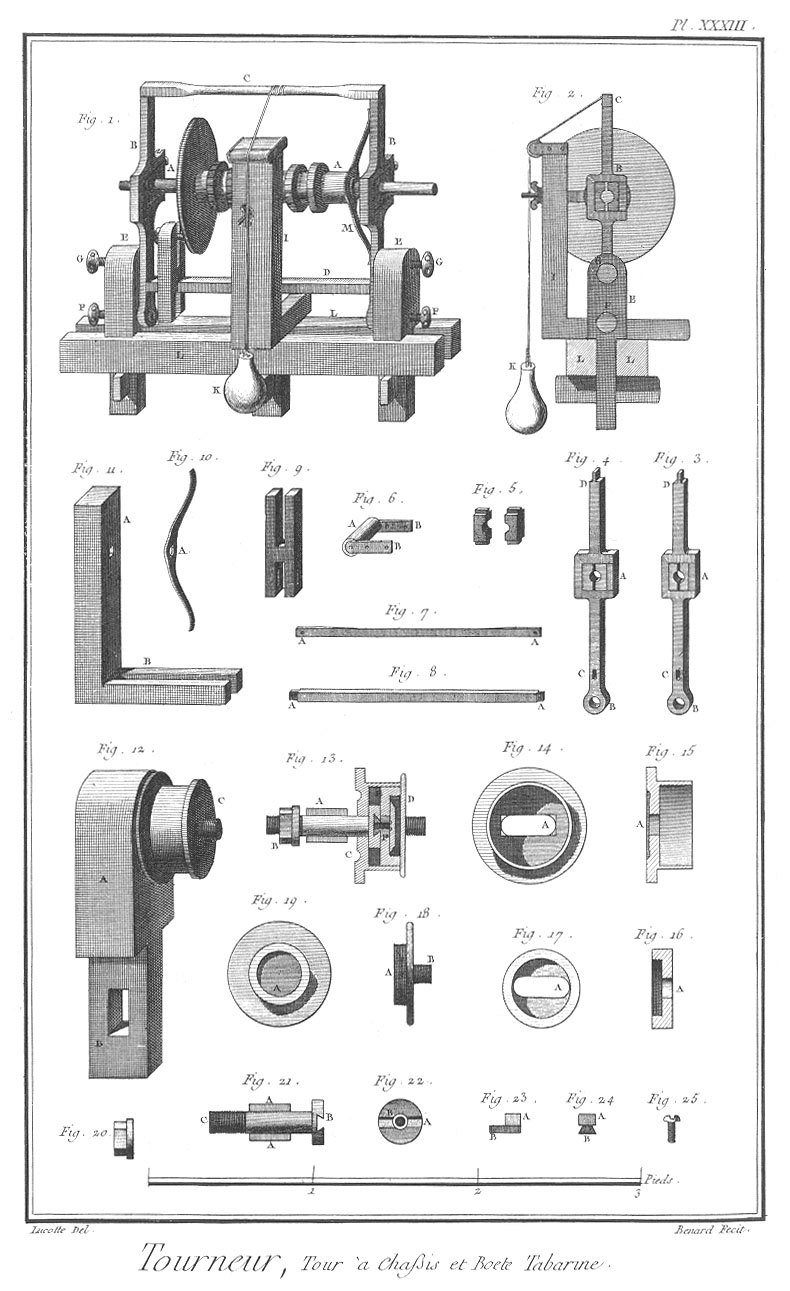 Pl. XXXIII.
C
Fig. 1.
B
A
A
B
M
I
E
D
E
G
G
F
F
L
L
K
Fig. 2.
C
B
G
I
E
F
L
L
K
Fig. 11.
A
B
Fig. 10.
A
Fig. 9.
Fig. 6.
A
B
B
Fig. 5.
Fig. 4.
D
A
C
B
Fig. 3.
D
A
C
B
Fig. 7.
A
A
Fig. 8.
A
A
Fig. 12.
C
A
B
Fig. 13.
A
B
C
D
Fig. 14.
A
Fig. 15
A
Fig. 19.
A
Fig. 18.
A
B
Fig. 17.
A
Fig. 16.
A
Fig. 20.
Fig. 21.
A
C
B
A
Fig. 22.
B
A
Fig. 23.
A
B
Fig. 24
A
B
Fig. 25.
Pieds.
1
2
3
Lucotte Del.
Benard Fecit.
Tourneur, Tour à Chaßis et Boete Tabarine.